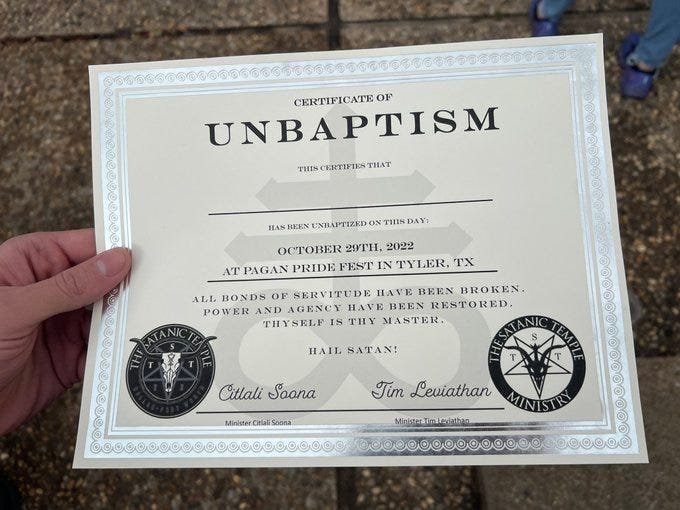 CERTIFICATE OF
UNBAPTISM
THIS CERTIFIES THAT
HAS BEEN UNBAPTIZED ON THIS DAY:
OCTOBER 29TH, 2022
AT PAGAN PRIDE FEST IN TYLER, TX
ALL BONDS OF SERVITUDE HAVE BEEN BROKEN.
POWER AND AGENCY HAVE BEEN RESTORED.
THYSELF IS THY MASTER.
HAIL SATAN!
THE SATANIC TEMPLE
S
T T
DALLAS-FORT WORTH
Citlali Soona
Minister Citlali Soona
Tim Leviathan
Minister Tim Leviathan
THE SATANIC TEMPLE
S
T T
MINISTRY